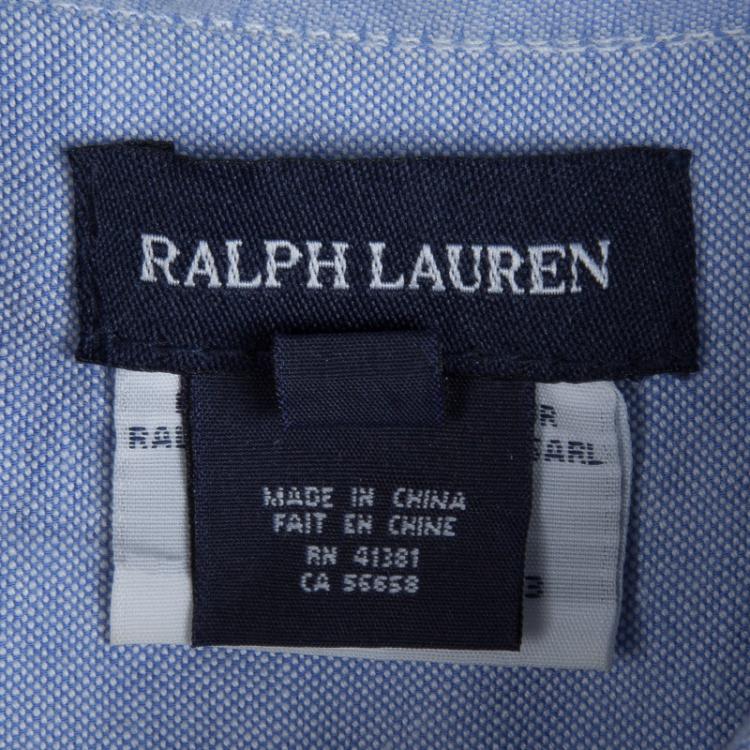 RALPH LAUREN
MADE IN CHINA
FAIT EN CHINE
RN 41381
CA 56658